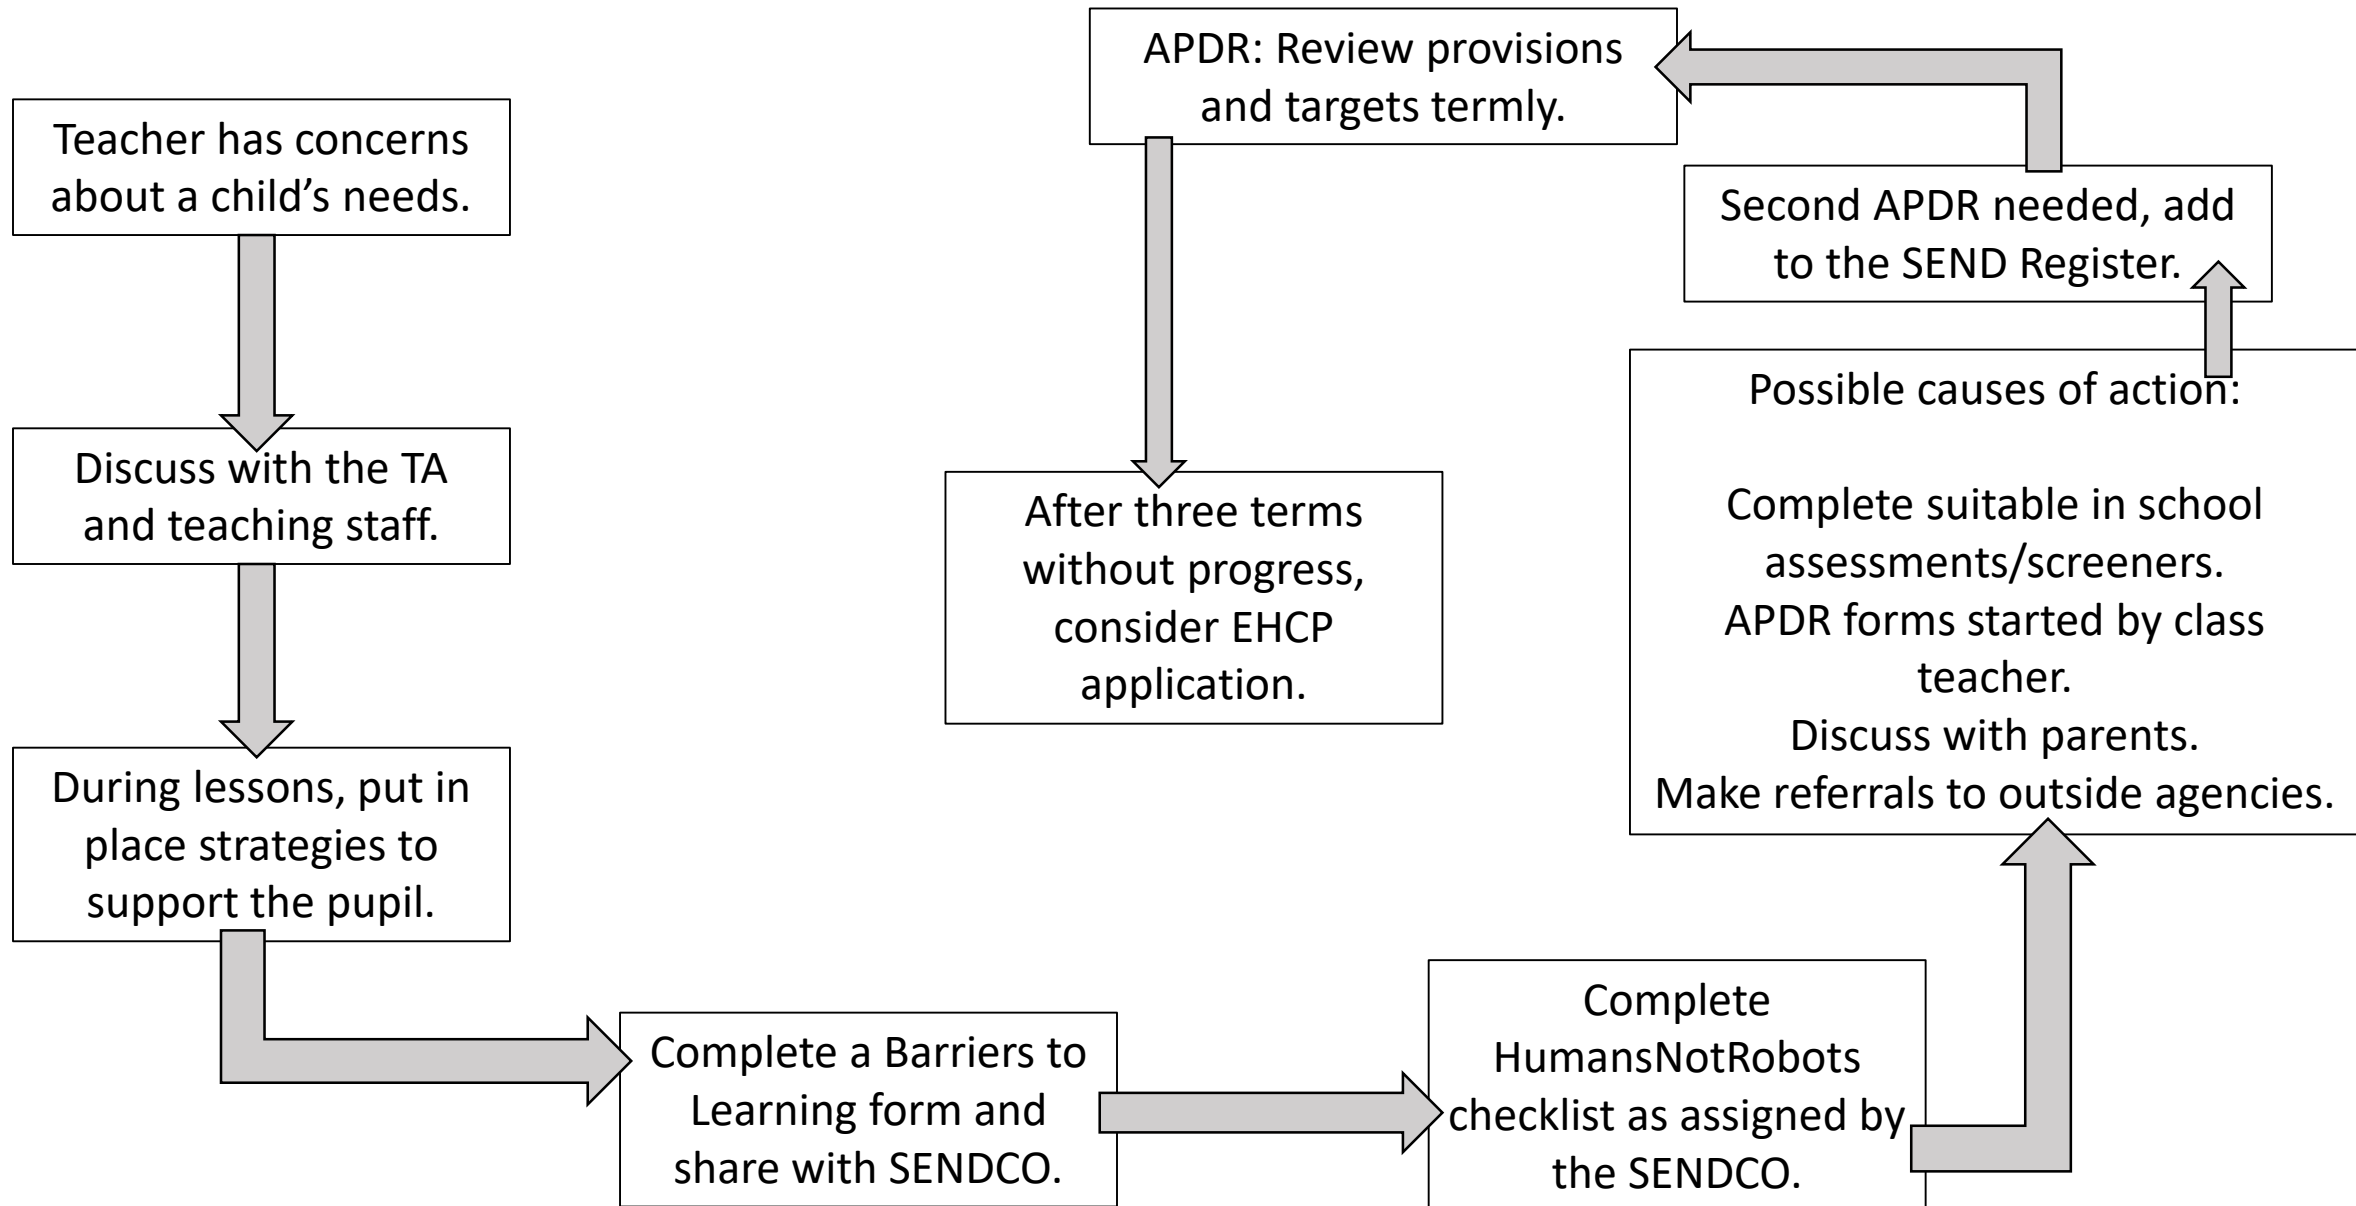 Teacher has concerns
about a child’s needs.
Discuss with the TA
and teaching staff.
During lessons, put in
place strategies to
support the pupil.
Complete a Barriers to
Learning form and
share with SENDCO.
Complete
HumansNotRobots
checklist as assigned by
the SENDCO.
Possible causes of action:
Complete suitable in school
assessments/screeners.
APDR forms started by class
teacher.
Discuss with parents.
Make referrals to outside agencies.
Second APDR needed, add
to the SEND Register.
APDR: Review provisions
and targets termly.
After three terms
without progress,
consider EHCP
application.